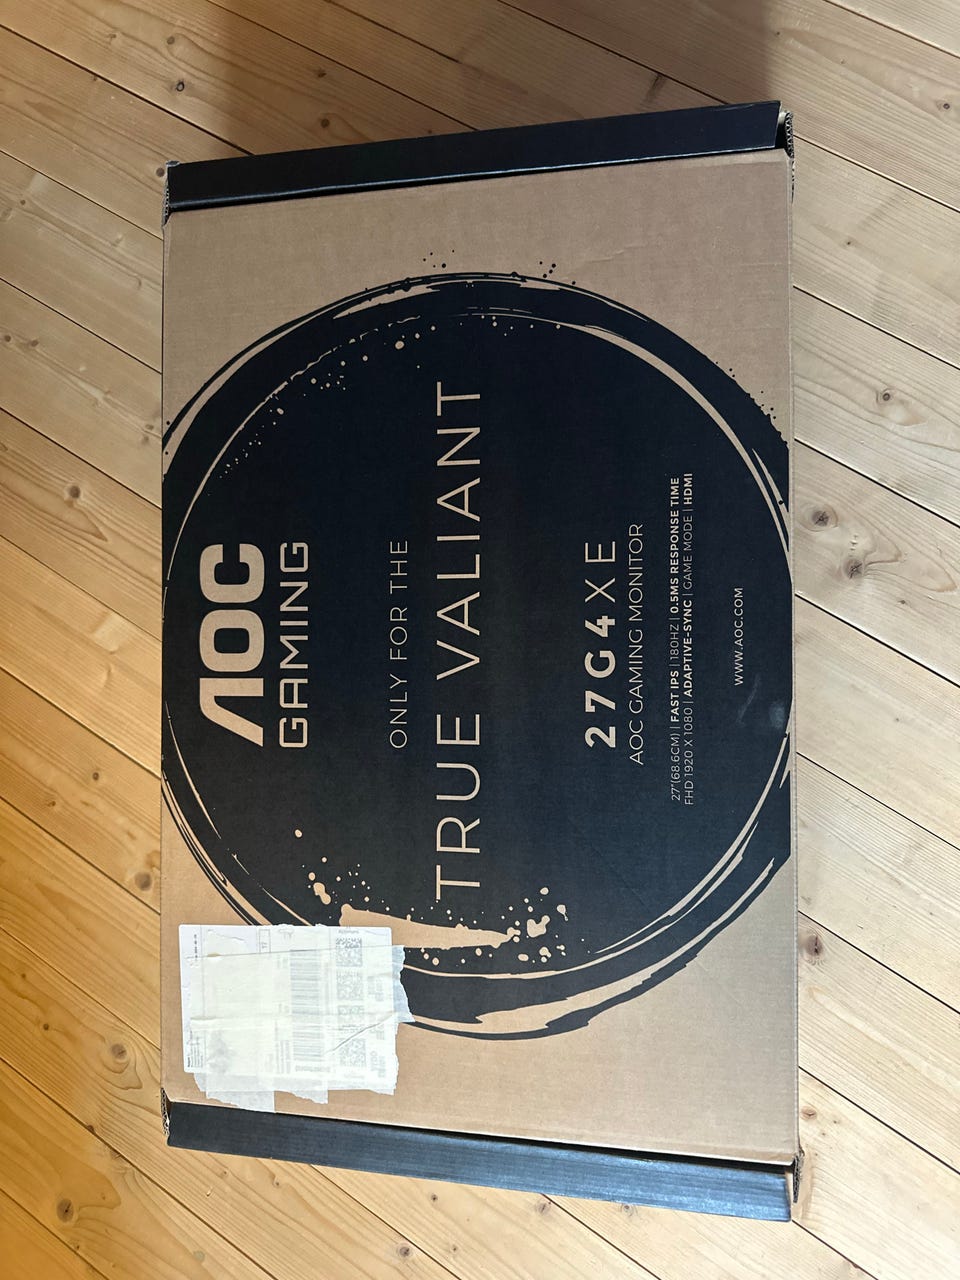 AOC
GAMING
ONLY FOR THE
TRUE VALIANT
27G4XE
AOC GAMING MONITOR
27"(68.6CM) | FAST IPS | 180HZ | 0.5MS RESPONSE TIME
FHD 1920 X 1080 | ADAPTIVE-SYNC | GAME MODE | HDMI
WWW.AOC.COM